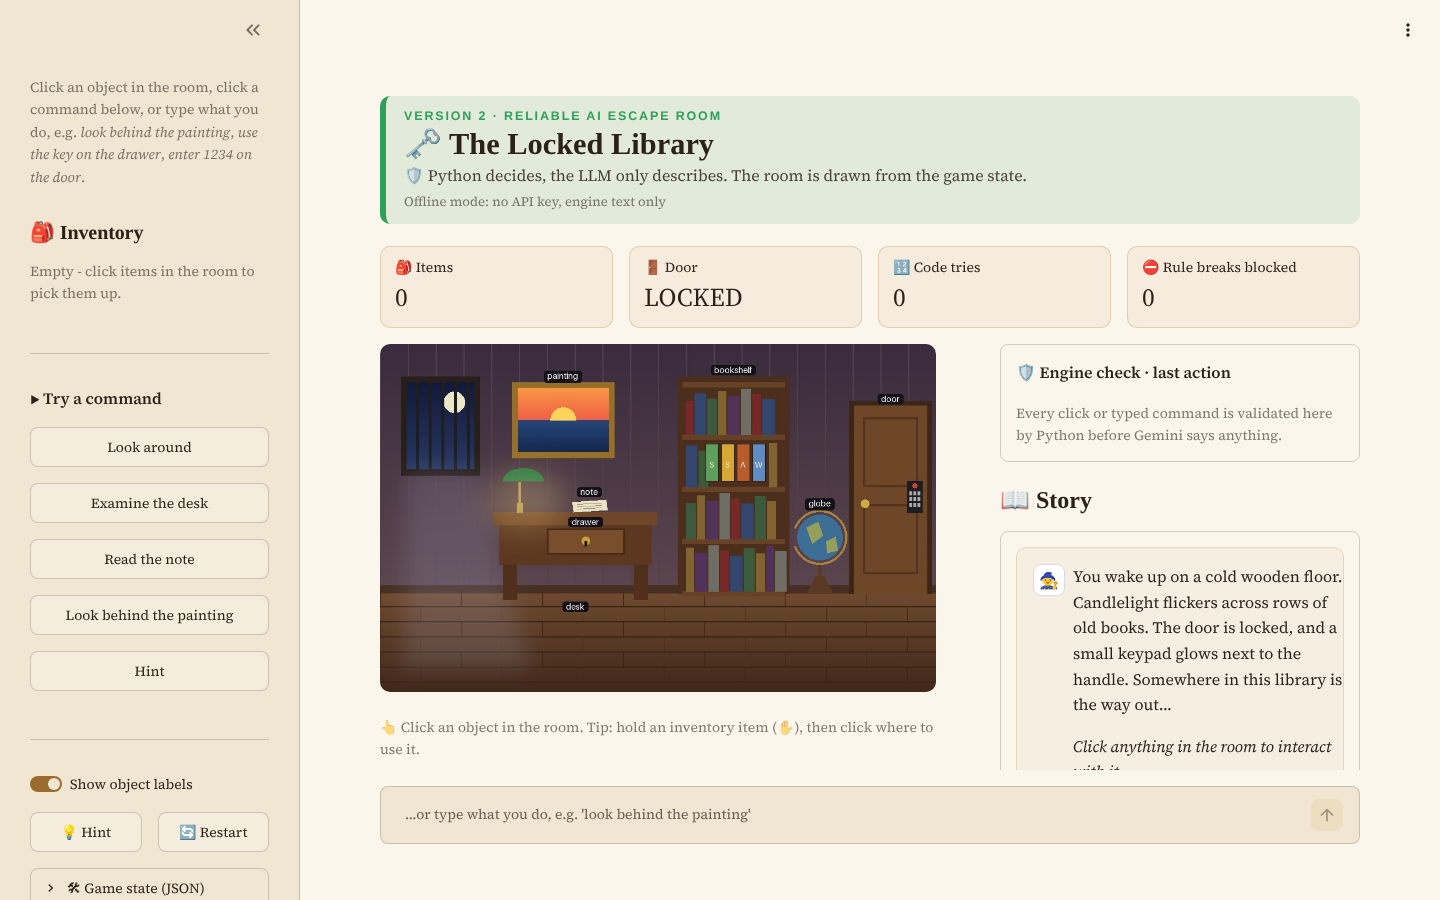 Click an object in the room, click a
command below, or type what you
do, e.g. look behind the painting, use
the key on the drawer, enter 1234 on
the door.
Inventory
Empty - click items in the room to
pick them up.
Try a command
Look around
Examine the desk
Read the note
Look behind the painting
Hint
Show object labels
Hint
Restart
Game state (JSON)
VERSION 2 · RELIABLE AI ESCAPE ROOM
The Locked Library
Python decides, the LLM only describes. The room is drawn from the game state.
Offline mode: no API key, engine text only
Items
0
Door
LOCKED
Code tries
0
Rule breaks blocked
0
painting
bookshelf
door
S S A W
note
globe
drawer
desk
Click an object in the room. Tip: hold an inventory item (✋), then click where to
use it.
Engine check · last action
Every click or typed command is validated here
by Python before Gemini says anything.
Story
You wake up on a cold wooden floor.
Candlelight flickers across rows of
old books. The door is locked, and a
small keypad glows next to the
handle. Somewhere in this library is
the way out...
Click anything in the room to interact
with it.
...or type what you do, e.g. 'look behind the painting'